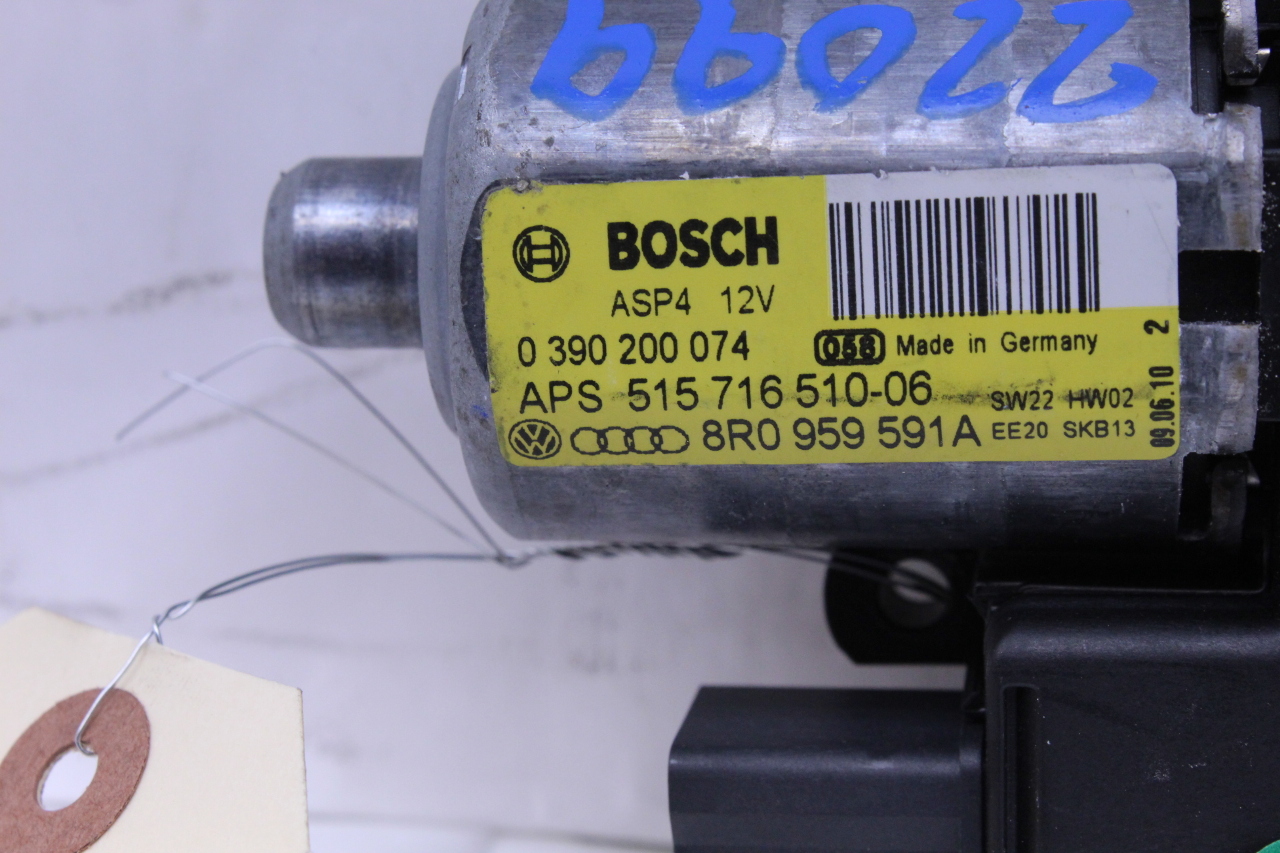 22099
BOSCH
ASP4 12V
0 390 200 074
058 Made in Germany
APS 515 716 510-06
SW22 HW02
8R0 959 591A
EE20 SKB13
09.06.10 2